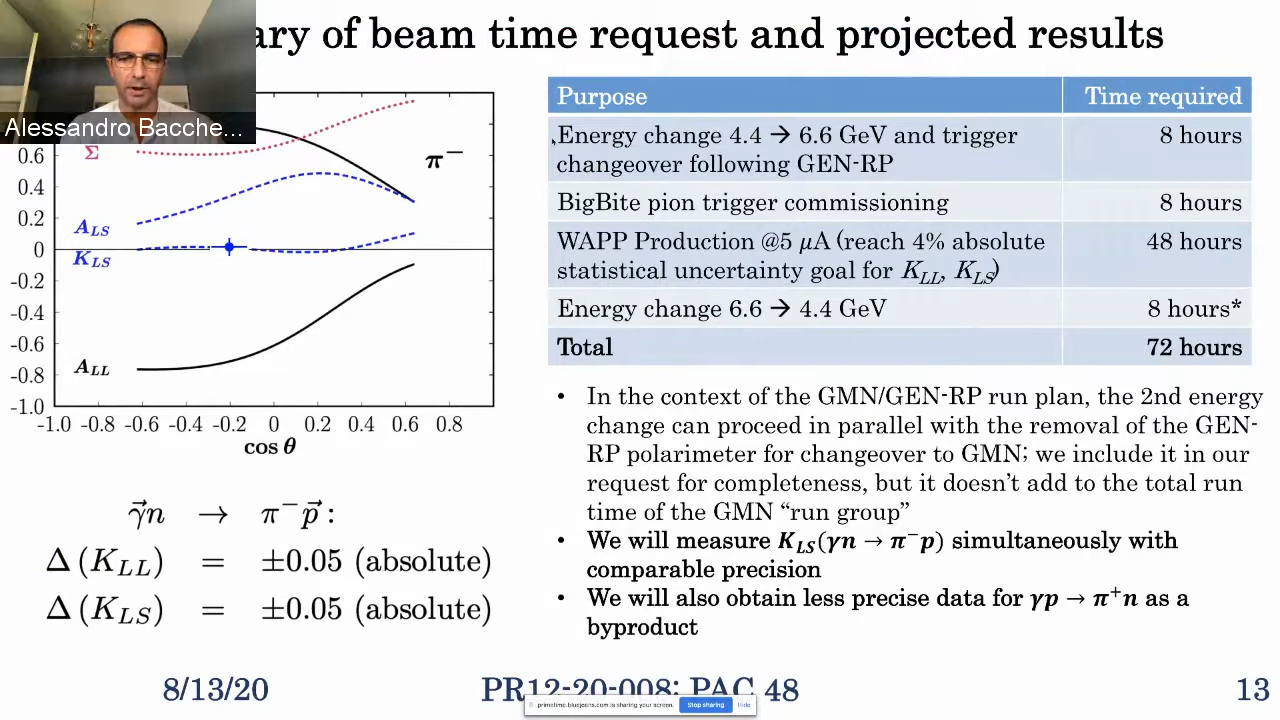 ary of beam time request and projected results
Alessandro Bacche...
Σ
0.6
0.4
0.2
0
-0.2
-0.4
-0.6
-0.8
-1.0
π⁻
A_LS
K_LS
A_LL
-1.0 -0.8 -0.6 -0.4 -0.2 0 0.2 0.4 0.6 0.8
cos θ
γ⃗n → π⁻p⃗ :
Δ (K_LL) = ±0.05 (absolute)
Δ (K_LS) = ±0.05 (absolute)
Purpose Time required
Energy change 4.4 → 6.6 GeV and trigger 8 hours
changeover following GEN-RP
BigBite pion trigger commissioning 8 hours
WAPP Production @5 μA (reach 4% absolute 48 hours
statistical uncertainty goal for K_LL, K_LS)
Energy change 6.6 → 4.4 GeV 8 hours*
Total 72 hours
• In the context of the GMN/GEN-RP run plan, the 2nd energy
change can proceed in parallel with the removal of the GEN-
RP polarimeter for changeover to GMN; we include it in our
request for completeness, but it doesn't add to the total run
time of the GMN “run group”
• We will measure K_LS(γn → π⁻p) simultaneously with
comparable precision
• We will also obtain less precise data for γp → π⁺n as a
byproduct
8/13/20 PR12-20-008: PAC 48 13
primetime.bluejeans.com is sharing your screen. Stop sharing Hide